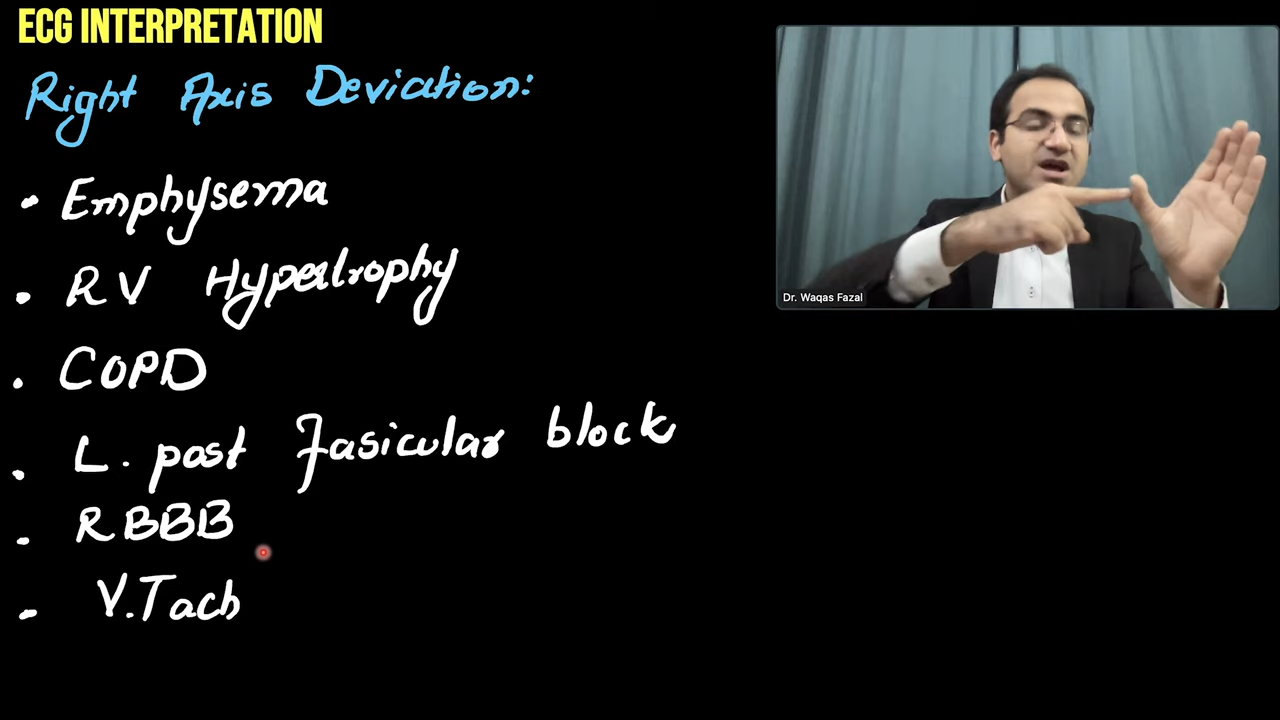 ECG INTERPRETATION
Right Axis Deviation:
• Emphysema
• RV Hypertrophy
• COPD
• L. post fasicular block
• RBBB
• V.Tach
Dr. Waqas Fazal